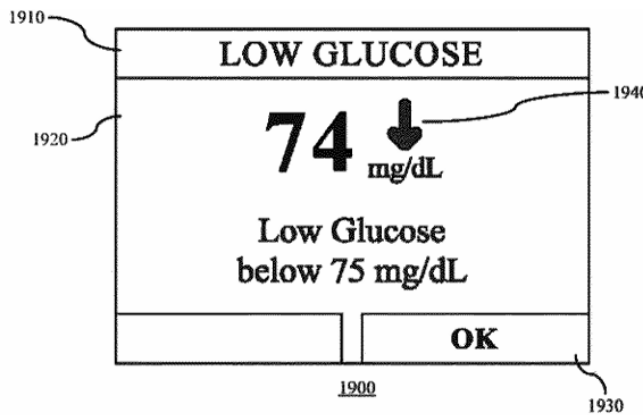 1910
LOW GLUCOSE
1940
1920
74
mg/dL
Low Glucose
below 75 mg/dL
OK
1900
1930